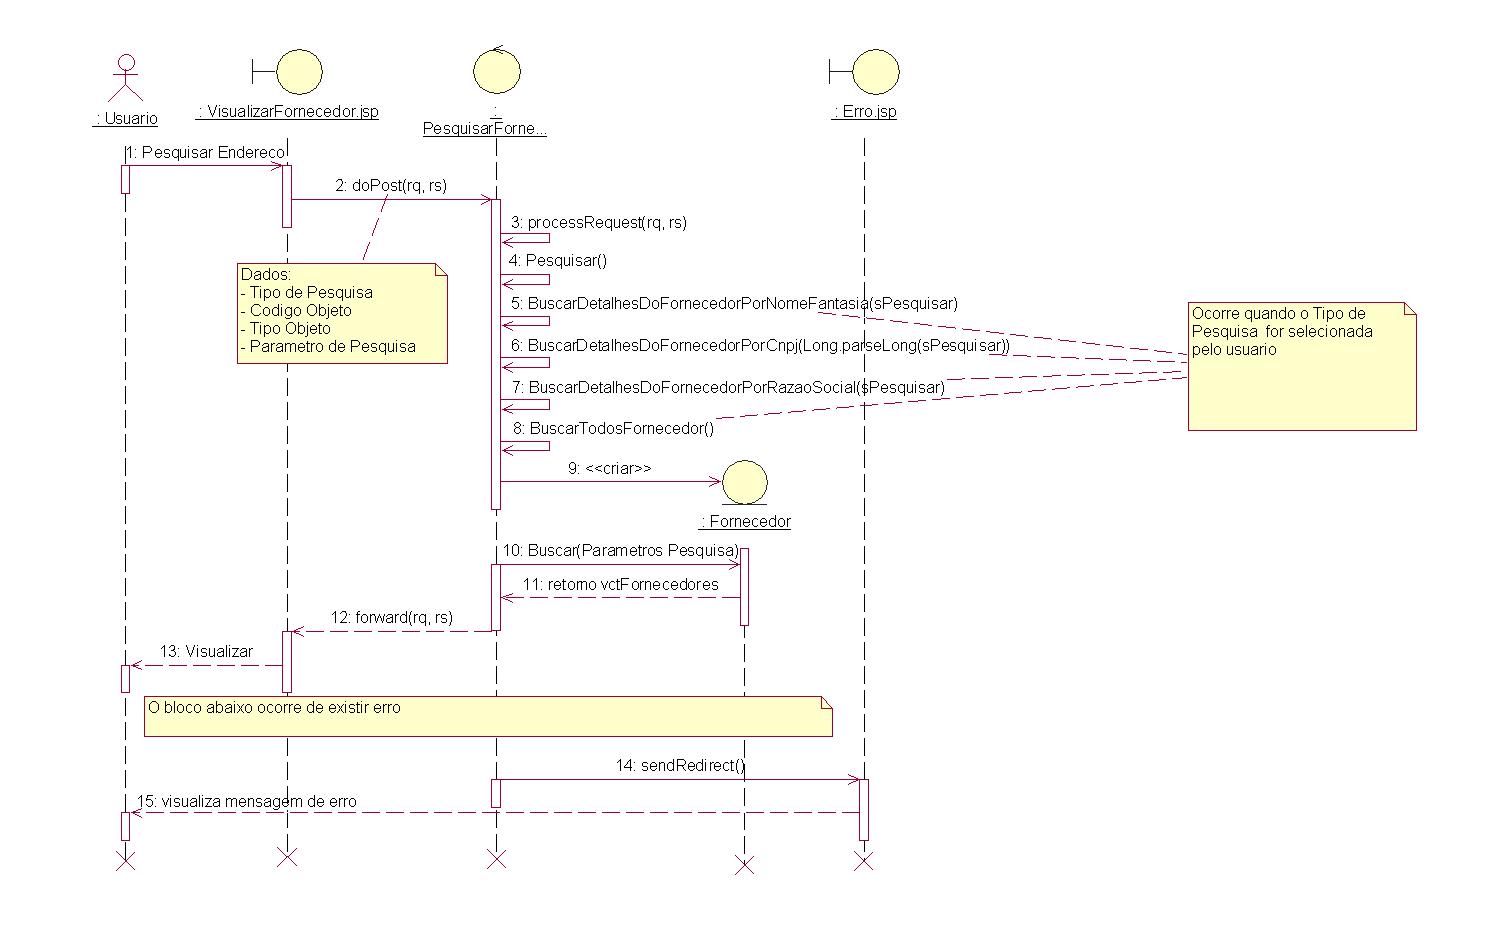 : Usuario
: VisualizarFornecedor.jsp
:
PesquisarForne...
: Erro.jsp
1: Pesquisar Endereco
2: doPost(rq, rs)
3: processRequest(rq, rs)
4: Pesquisar()
Dados:
- Tipo de Pesquisa
- Codigo Objeto
- Tipo Objeto
- Parametro de Pesquisa
5: BuscarDetalhesDoFornecedorPorNomeFantasia(sPesquisar)
6: BuscarDetalhesDoFornecedorPorCnpj(Long.parseLong(sPesquisar))
7: BuscarDetalhesDoFornecedorPorRazaoSocial(sPesquisar)
8: BuscarTodosFornecedor()
Ocorre quando o Tipo de
Pesquisa for selecionada
pelo usuario
9: <<criar>>
: Fornecedor
10: Buscar(Parametros Pesquisa)
11: retorno vctFornecedores
12: forward(rq, rs)
13: Visualizar
O bloco abaixo ocorre de existir erro
14: sendRedirect()
15: visualiza mensagem de erro